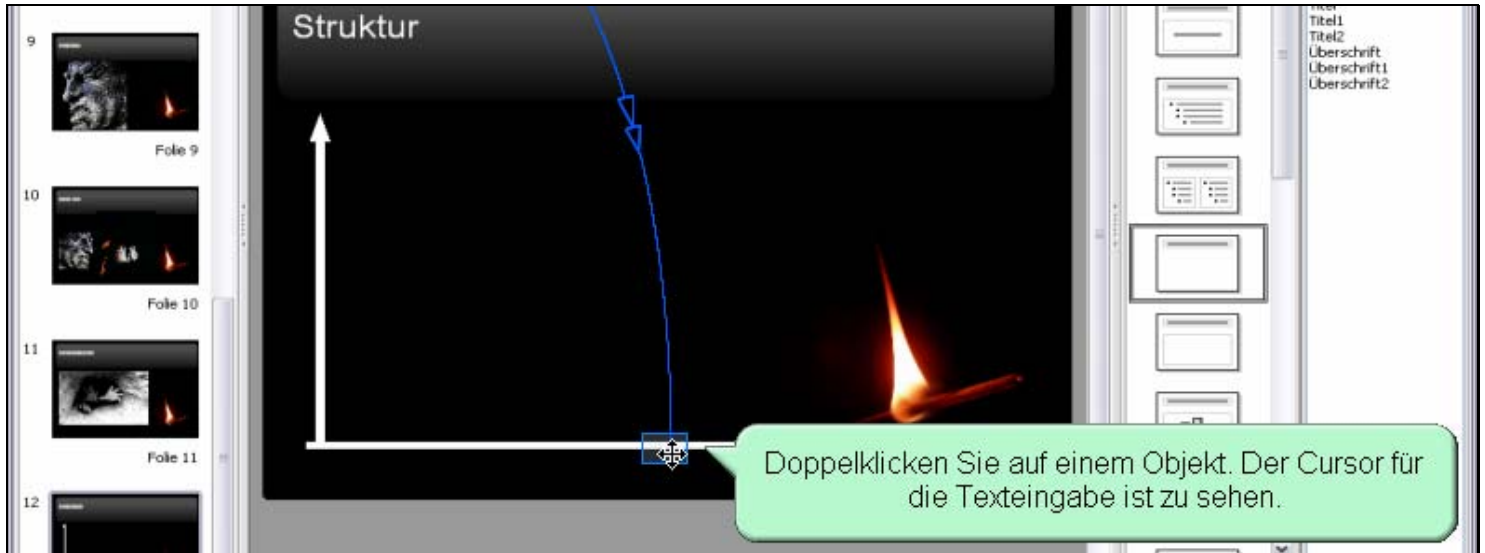 9
Folie 9
10
Folie 10
11
Folie 11
12
Struktur
Doppelklicken Sie auf einem Objekt. Der Cursor für
die Texteingabe ist zu sehen.
Titel1
Titel2
Überschrift
Überschrift1
Überschrift2